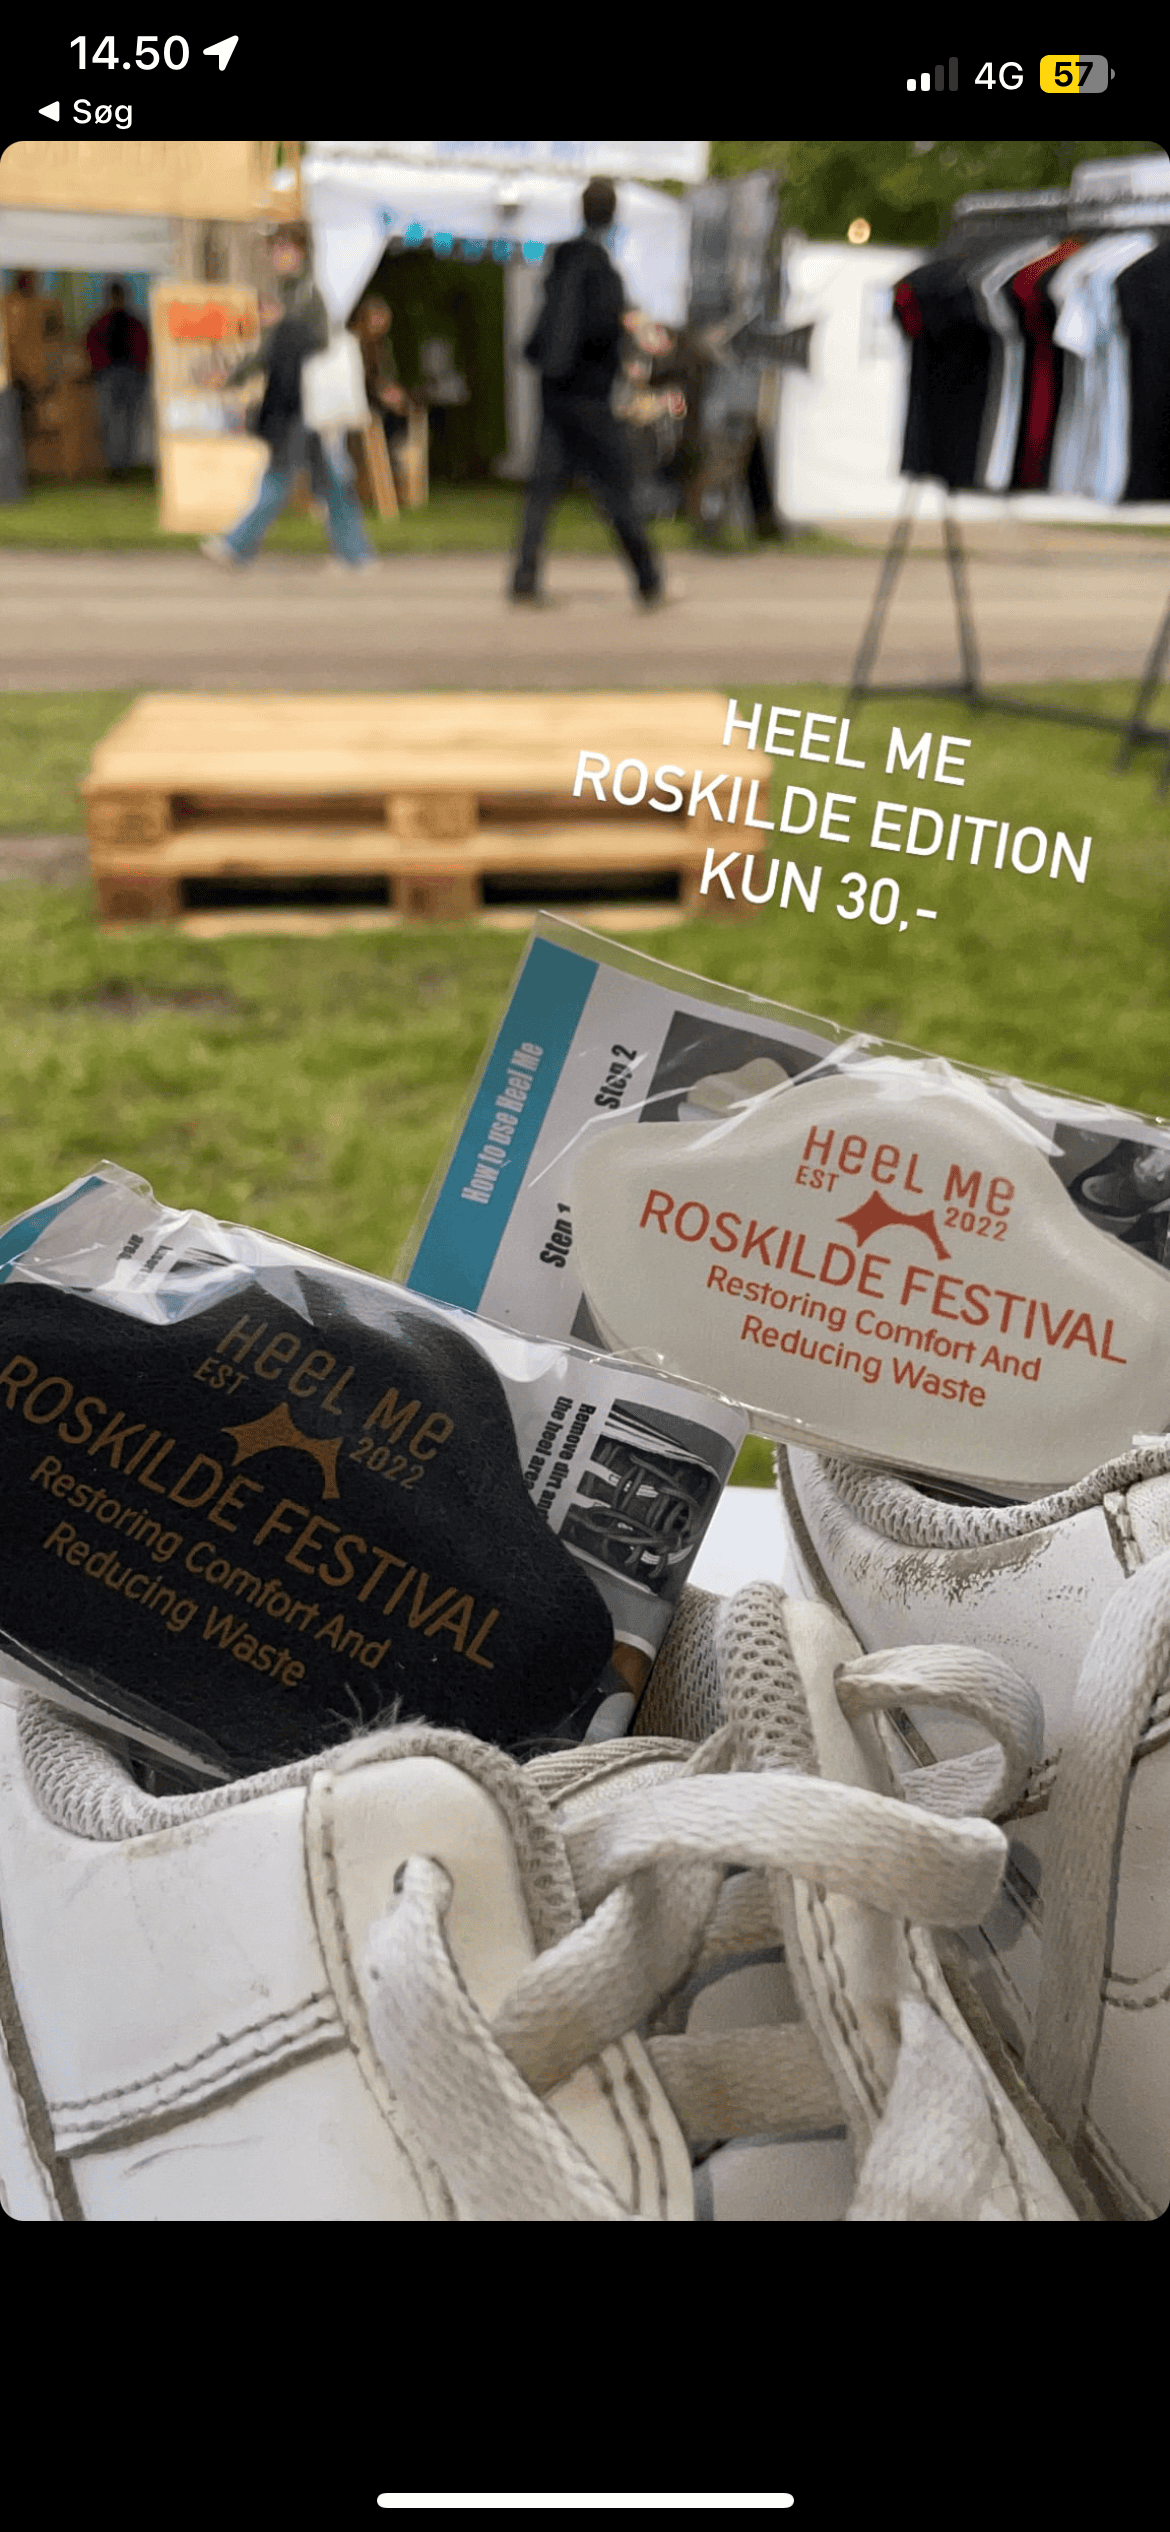 14.50
4G
57
Søg
HEEL ME
ROSKILDE EDITION
KUN 30,-
How to use Heel Me
Step 2
Step 1
HEEL ME
EST
2022
ROSKILDE FESTIVAL
Restoring Comfort And
Reducing Waste
HEEL ME
EST
2022
ROSKILDE FESTIVAL
Restoring Comfort And
Reducing Waste
Remove dirt
the heel